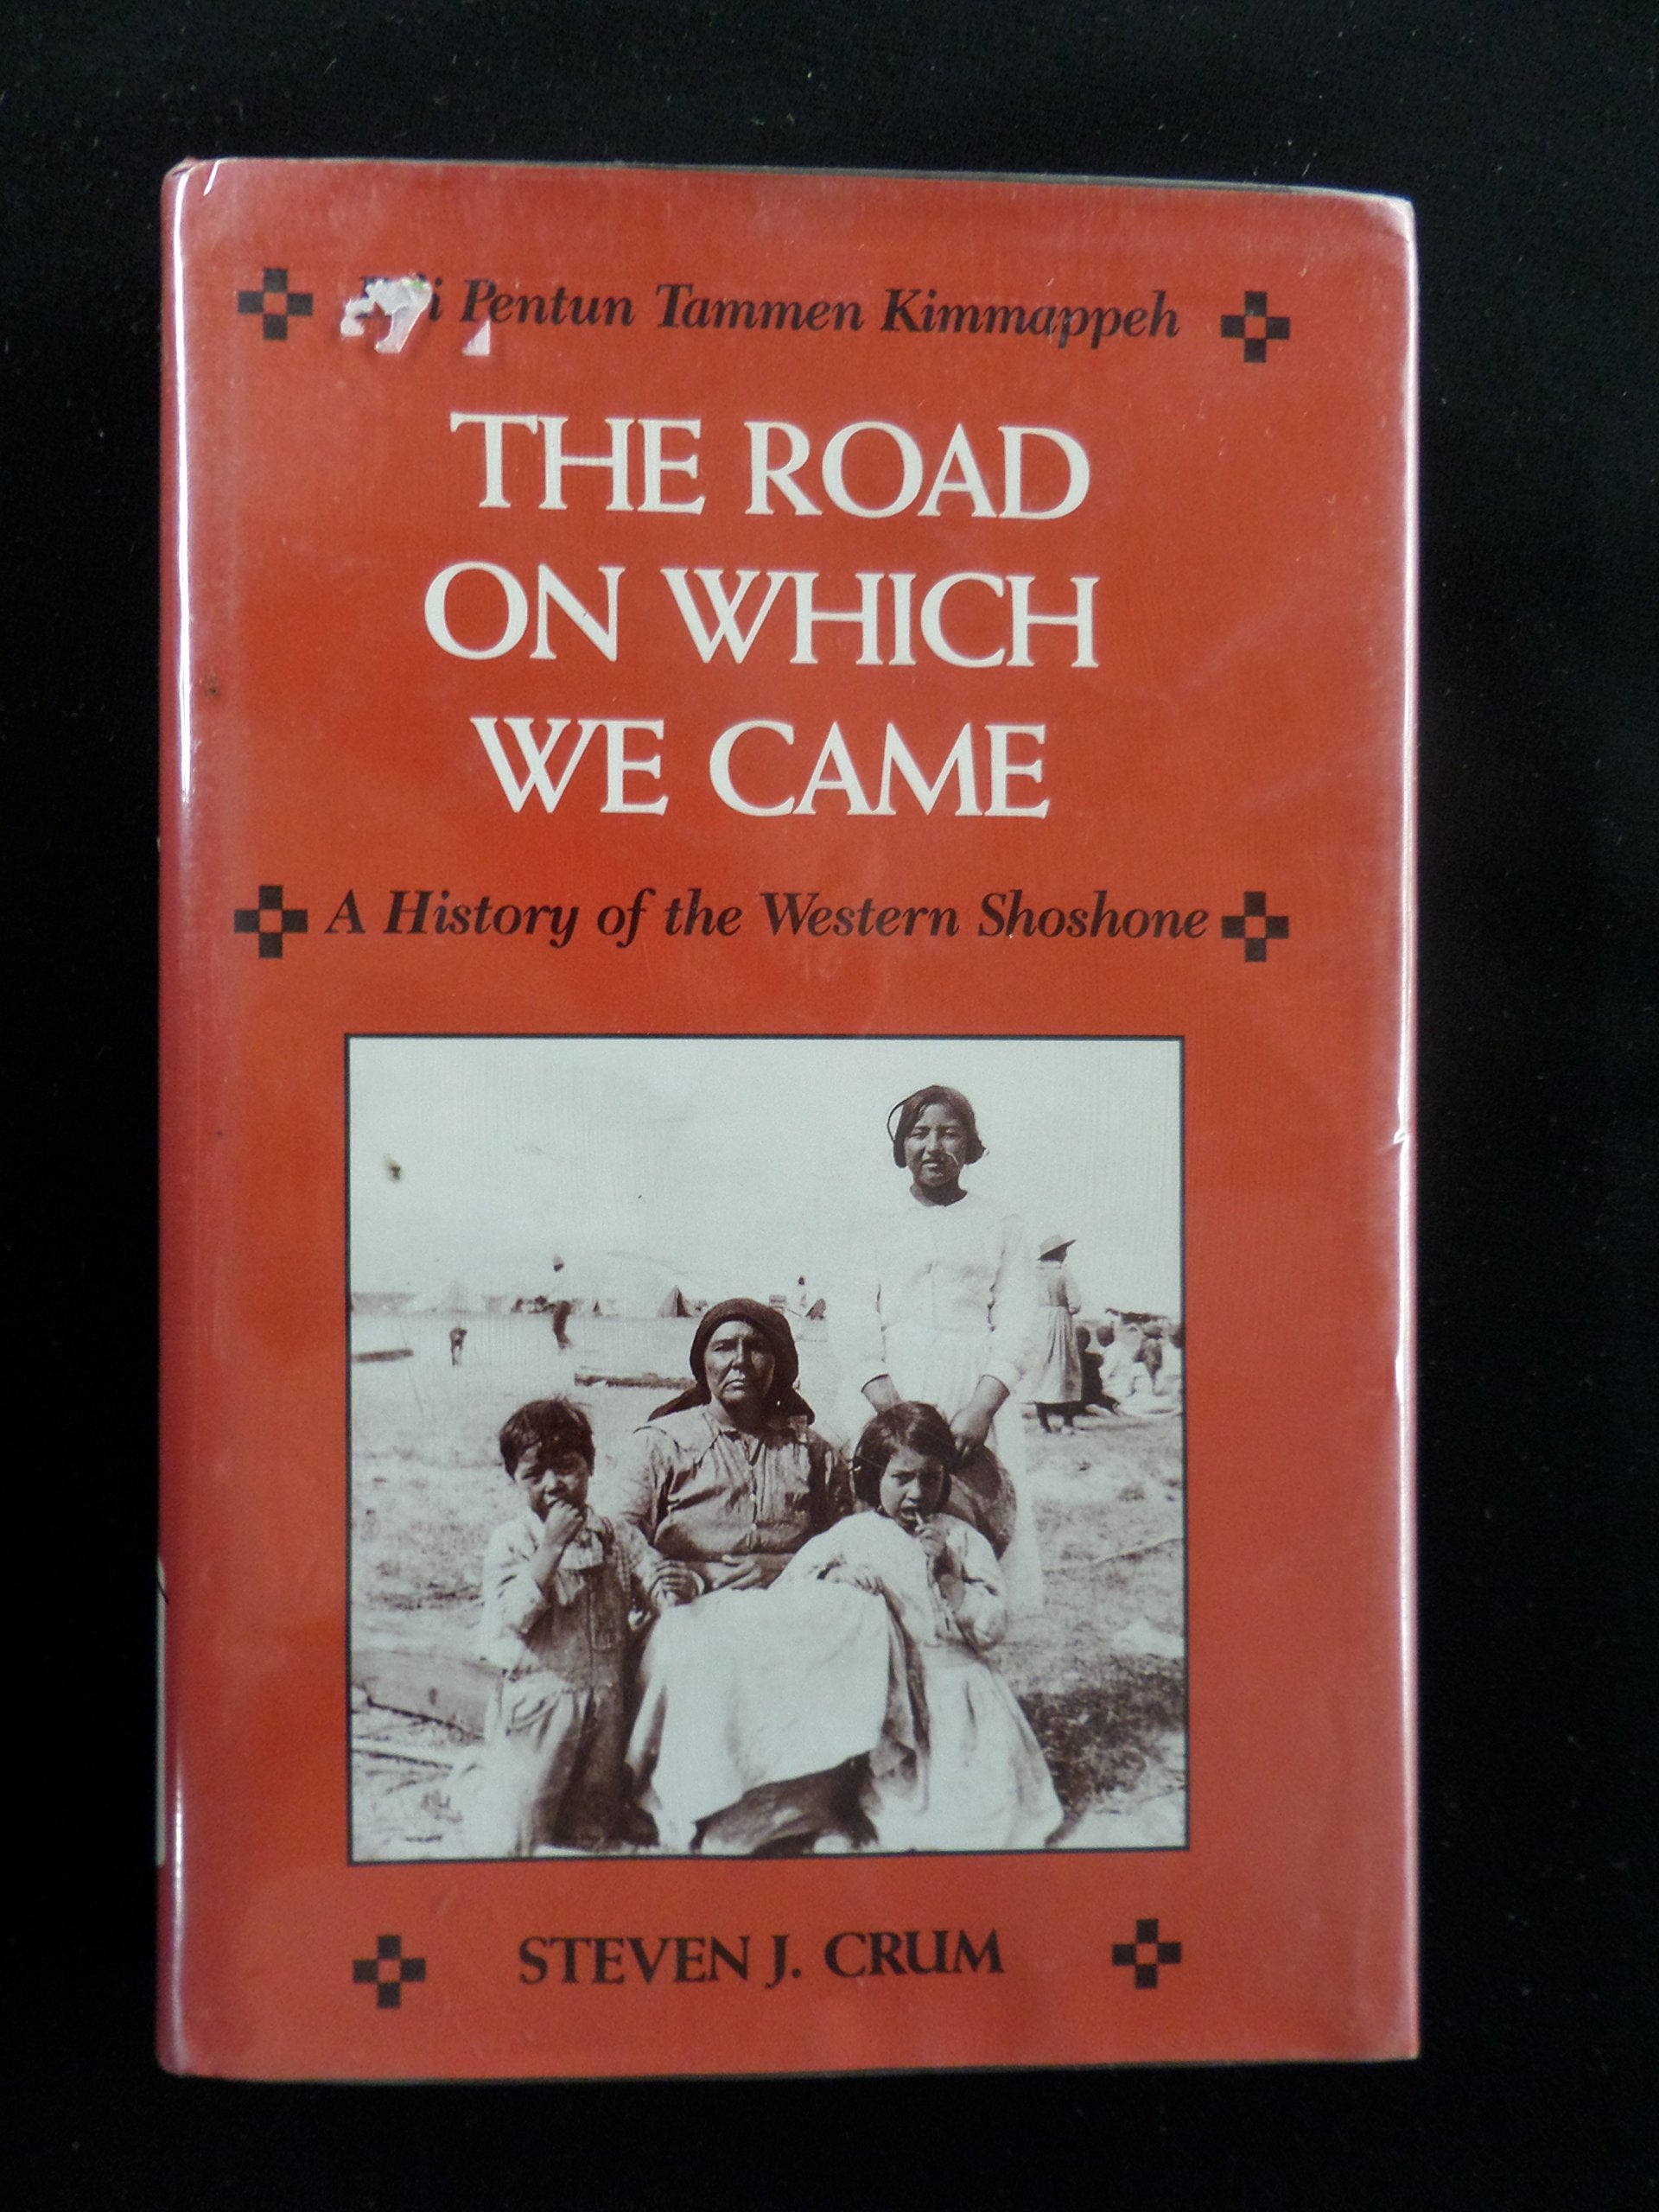 Pentun Tammen Kimmappeh
THE ROAD
ON WHICH
WE CAME
A History of the Western Shoshone
STEVEN J. CRUM